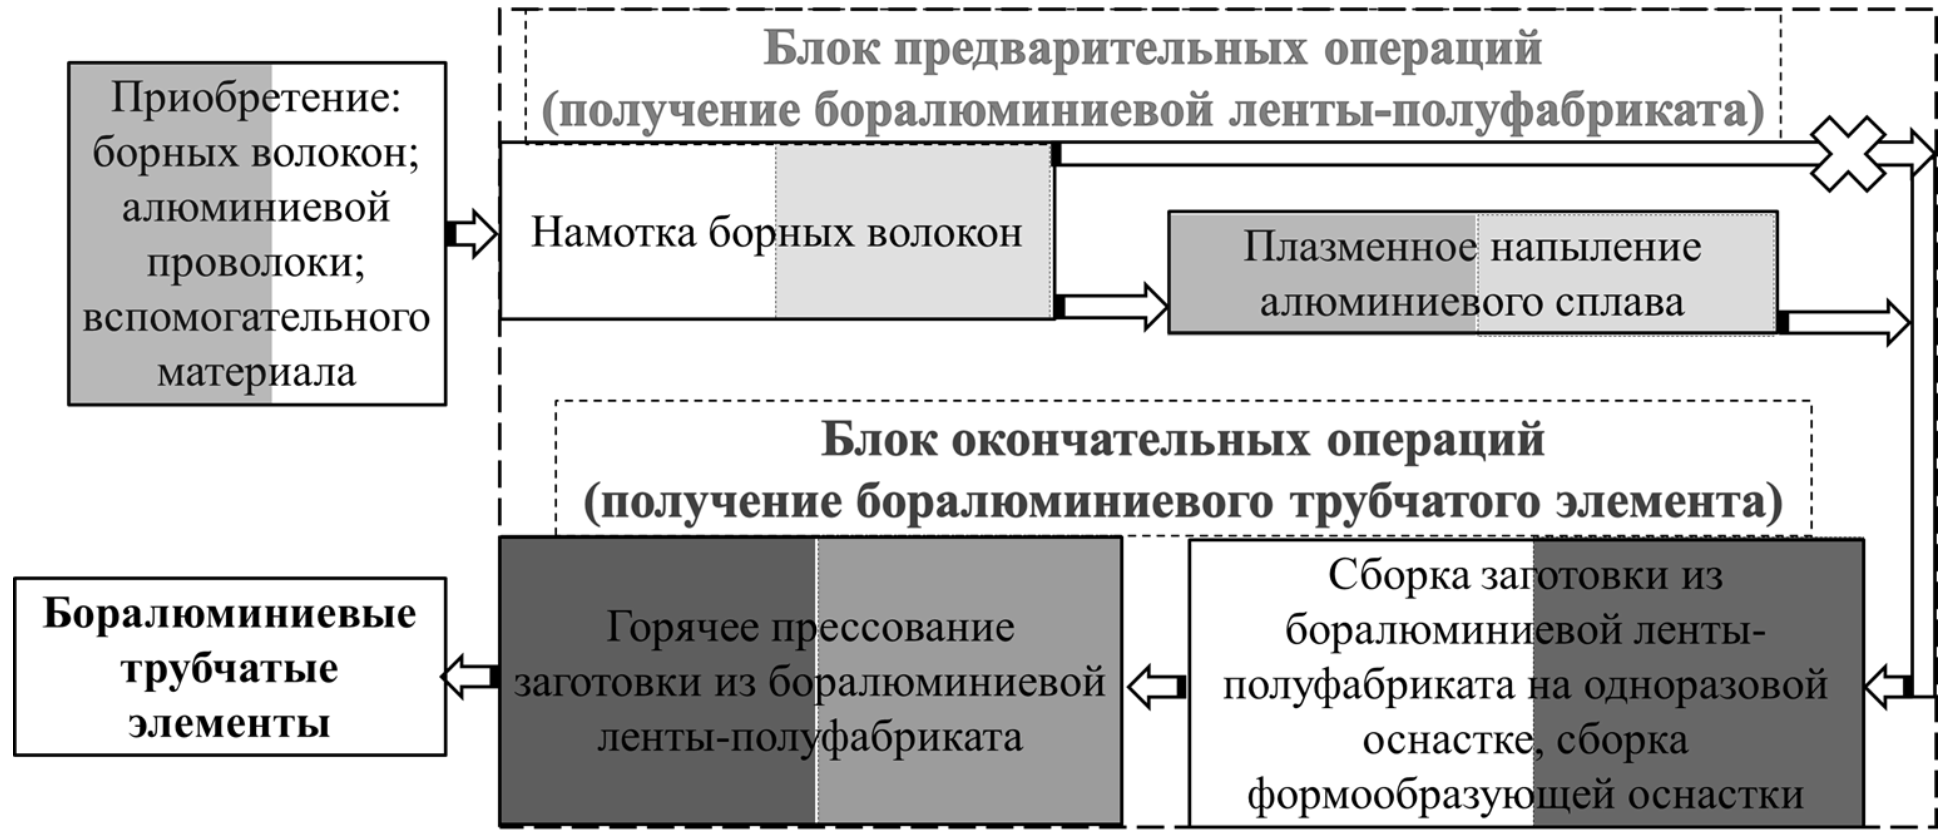 Блок предварительных операций
(получение боралюминиевой ленты-полуфабриката)
Приобретение:
борных волокон;
алюминиевой
проволоки;
вспомогательного
материала
Намотка борных волокон
Плазменное напыление
алюминиевого сплава
Блок окончательных операций
(получение боралюминиевого трубчатого элемента)
Сборка заготовки из
боралюминиевой ленты-
полуфабриката на одноразовой
оснастке, сборка
формообразующей оснастки
Горячее прессование
заготовки из боралюминиевой
ленты-полуфабриката
Боралюминиевые
трубчатые
элементы